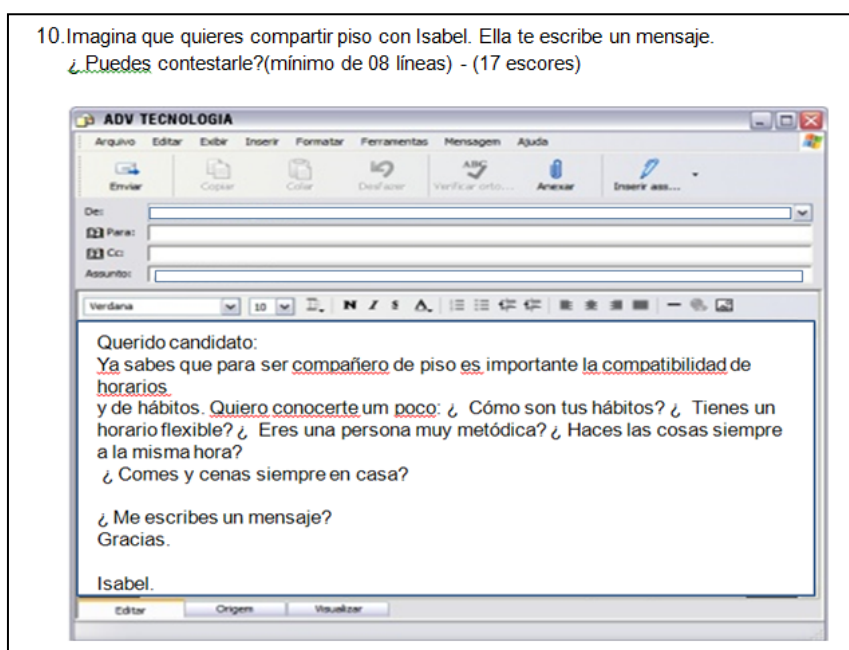 10.Imagina que quieres compartir piso con Isabel. Ella te escribe un mensaje.
¿ Puedes contestarle?(mínimo de 08 líneas) - (17 escores)
ADV TECNOLOGIA
Arquivo Editar Exibir Inserir Formatar Ferramentas Mensagem Ajuda
Enviar Copiar Colar Desfazer Verificar orto... Anexar Inserir ass...
De:
Para:
Cc:
Assunto:
Verdana 10 N I S A
Querido candidato:
Ya sabes que para ser compañero de piso es importante la compatibilidad de
horarios
y de hábitos. Quiero conocerte um poco: ¿ Cómo son tus hábitos? ¿ Tienes un
horario flexible? ¿ Eres una persona muy metódica? ¿ Haces las cosas siempre
a la misma hora?
¿ Comes y cenas siempre en casa?
¿ Me escribes un mensaje?
Gracias.
Isabel.
Editar Origem Visualizar